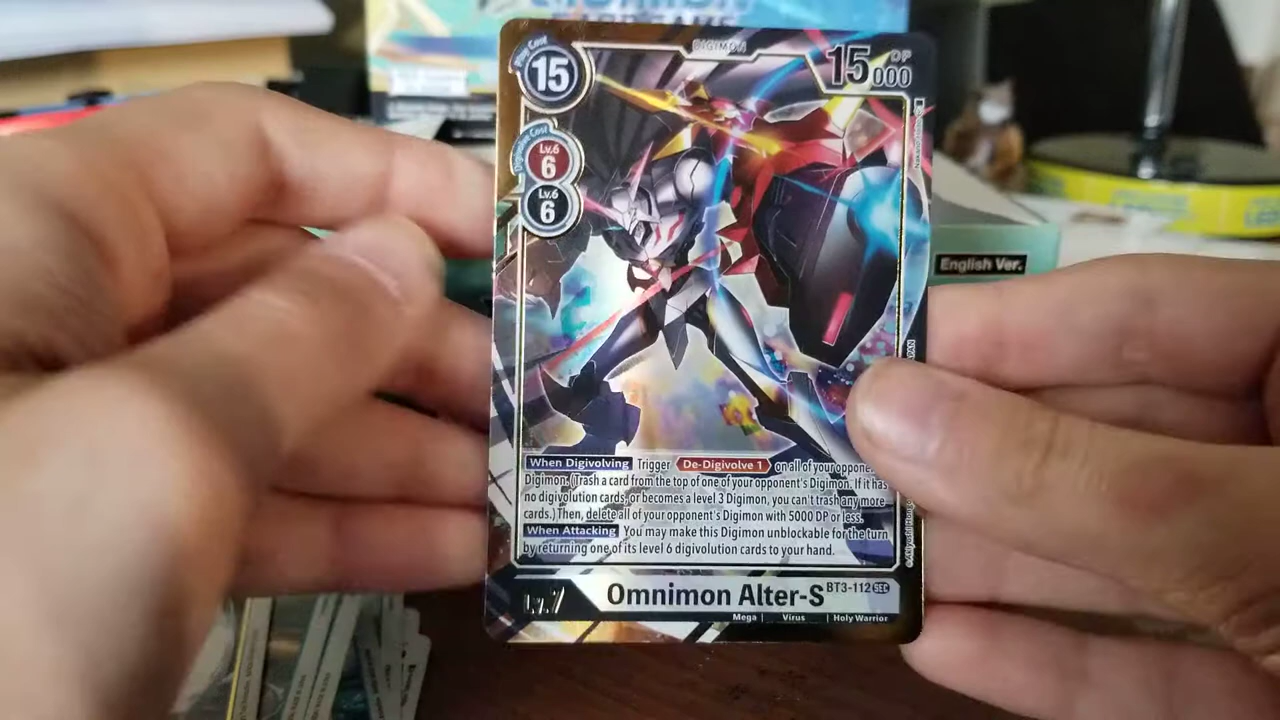 Play Cost
15
DIGIMON
DP
15000
Digivolve Cost
Lv.6
6
Lv.6
6
English Ver.
When Digivolving Trigger De-Digivolve 1 on all of your
Digimon. (Trash a card from the top of one of your opponent's Digimon. If it has
no digivolution cards, or becomes a level 3 Digimon, you can't trash any more
cards.) Then, delete all of your opponent's Digimon with 5000 DP or less.
When Attacking You may make this Digimon unblockable for the turn
by returning one of its level 6 digivolution cards to your hand.
Lv.7
Omnimon Alter-S BT3-112 SEC
Mega | Virus | Holy Warrior